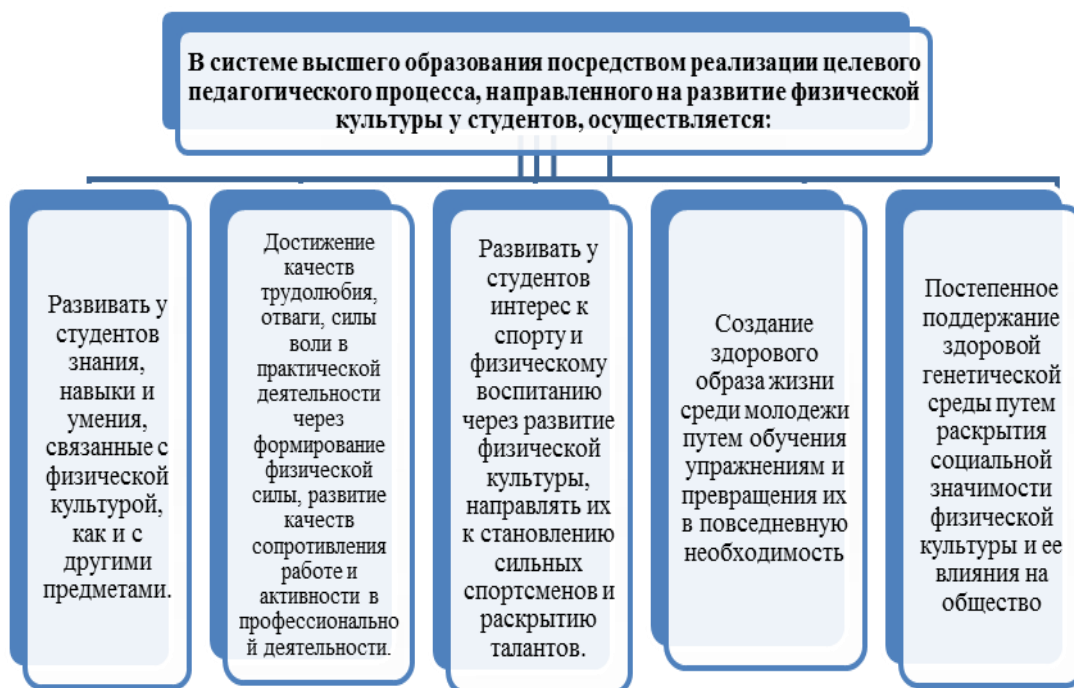 В системе высшего образования посредством реализации целевого
педагогического процесса, направленного на развитие физической
культуры у студентов, осуществляется:
Развивать у
студентов
знания,
навыки и
умения,
связанные с
физической
культурой,
как и с
другими
предметами.
Достижение
качеств
трудолюбия,
отваги, силы
воли в
практической
деятельности
через
формирование
физической
силы, развитие
качеств
сопротивления
работе и
активности в
профессионально
й деятельности.
Развивать у
студентов
интерес к
спорту и
физическому
воспитанию
через развитие
физической
культуры,
направлять их
к становлению
сильных
спортсменов и
раскрытию
талантов.
Создание
здорового
образа жизни
среди молодежи
путем обучения
упражнениям и
превращения их
в повседневную
необходимость
Постепенное
поддержание
здоровой
генетической
среды путем
раскрытия
социальной
значимости
физической
культуры и ее
влияния на
общество